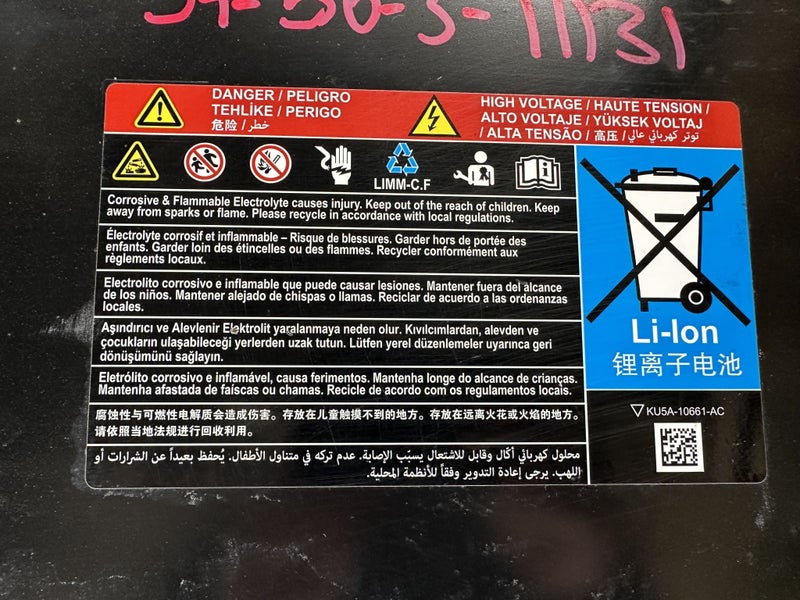 DANGER / PELIGRO
TEHLİKE / PERIGO
危险 / خطر
HIGH VOLTAGE / HAUTE TENSION /
ALTO VOLTAJE / YÜKSEK VOLTAJ
/ ALTA TENSÃO / 高压 / توتر كهربائي عالي
LIMM-C.F
Corrosive & Flammable Electrolyte causes injury. Keep out of the reach of children. Keep
away from sparks or flame. Please recycle in accordance with local regulations.
Électrolyte corrosif et inflammable – Risque de blessures. Garder hors de portée des
enfants. Garder loin des étincelles ou des flammes. Recycler conformément aux
règlements locaux.
Electrolito corrosivo e inflamable que puede causar lesiones. Mantener fuera del alcance
de los niños. Mantener alejado de chispas o llamas. Reciclar de acuerdo a las ordenanzas
locales.
Aşındırıcı ve Alevlenir Elektrolit yaralanmaya neden olur. Kıvılcımlardan, alevden ve
çocukların ulaşabileceği yerlerden uzak tutun. Lütfen yerel düzenlemeler uyarınca geri
dönüşümünü sağlayın.
Eletrólito corrosivo e inflamável, causa ferimentos. Mantenha longe do alcance de crianças.
Mantenha afastada de faíscas ou chamas. Recicle de acordo com os regulamentos locais.
腐蚀性与可燃性电解质会造成伤害。存放在儿童触摸不到的地方。存放在远离火花或火焰的地方。
请依照当地法规进行回收利用。
محلول كهربائي أكّال وقابل للاشتعال يسبّب الإصابة. عدم تركه في متناول الأطفال. يُحفظ بعيداً عن الشرارات أو
اللهب. يرجى إعادة التدوير وفقاً للأنظمة المحلية.
Li-Ion
锂离子电池
KU5A-10661-AC